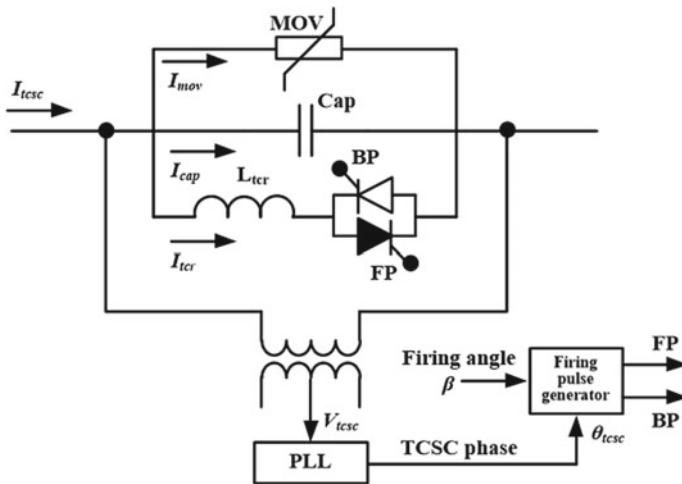 MOV
I_mov
I_tcsc
Cap
I_cap
BP
L_tcr
I_tcr
FP
Firing angle
β
Firing
pulse
generator
FP
BP
V_tcsc
θ_tcsc
TCSC phase
PLL